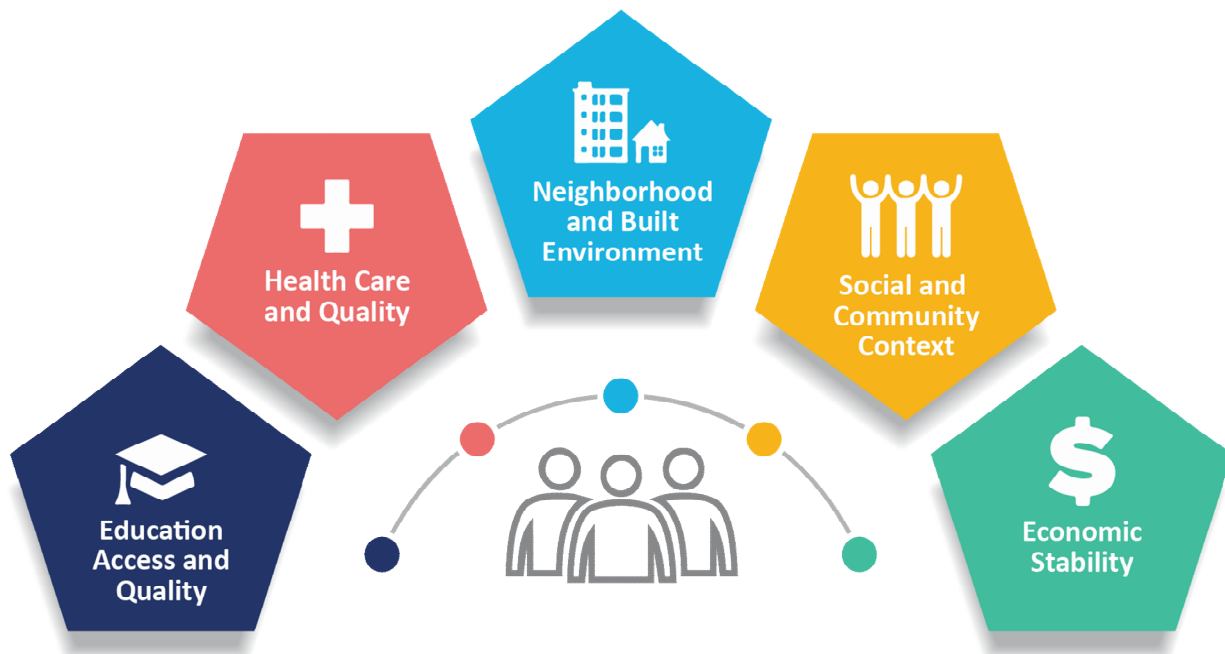 Education
Access and
Quality
Health Care
and Quality
Neighborhood
and Built
Environment
Social and
Community
Context
Economic
Stability